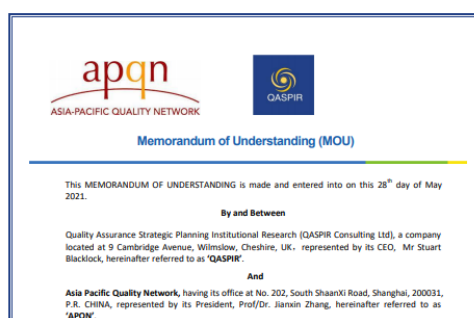 apqn
ASIA-PACIFIC QUALITY NETWORK
QASPIR
Memorandum of Understanding (MOU)
This MEMORANDUM OF UNDERSTANDING is made and entered into on this 28th day of May
2021.
By and Between
Quality Assurance Strategic Planning Institutional Research (QASPIR Consulting Ltd), a company
located at 9 Cambridge Avenue, Wilmslow, Cheshire, UK, represented by its CEO, Mr Stuart
Blacklock, hereinafter referred to as 'QASPIR'.
And
Asia Pacific Quality Network, having its office at No. 202, South ShaanXi Road, Shanghai, 200031,
P.R. CHINA, represented by its President, Prof/Dr. Jianxin Zhang, hereinafter referred to as
'APQN'